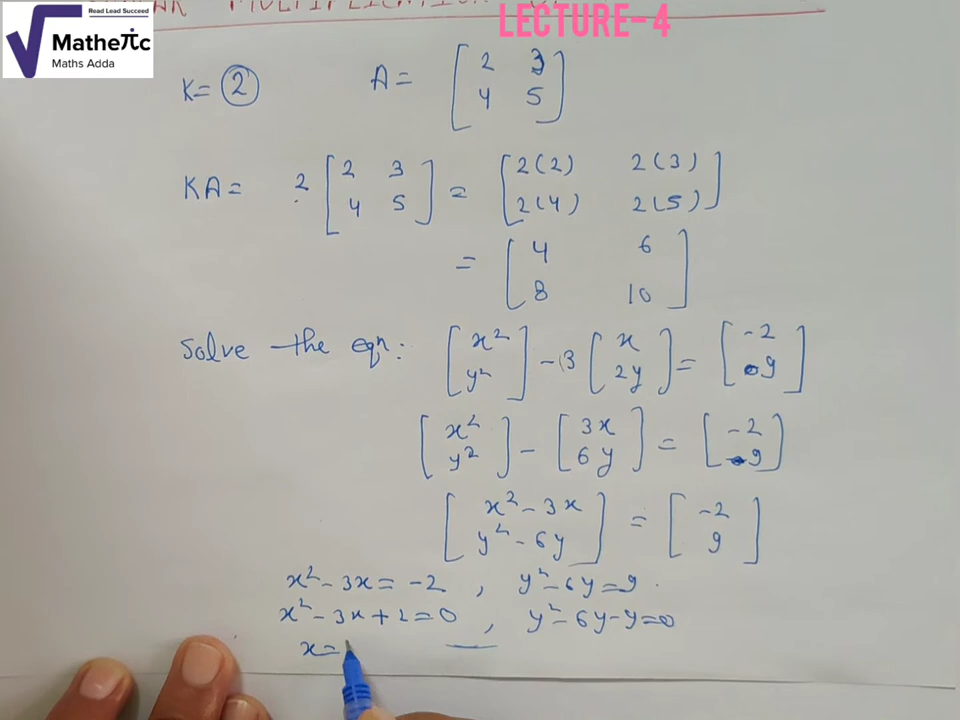 LECTURE-4
Read Lead Succeed
Matheπc
Maths Adda
K= 2 A = [ 2 3 ; 4 5 ]
KA = 2 [ 2 3 ; 4 5 ] = [ 2(2) 2(3) ; 2(4) 2(5) ]
= [ 4 6 ; 8 10 ]
Solve the eqn: [ x² ; y² ] - 3 [ x ; 2y ] = [ -2 ; 9 ]
[ x² ; y² ] - [ 3x ; 6y ] = [ -2 ; 9 ]
[ x² - 3x ; y² - 6y ] = [ -2 ; 9 ]
x² - 3x = -2 , y² - 6y = 9
x² - 3x + 2 = 0 , y² - 6y - 9 = 0
x =